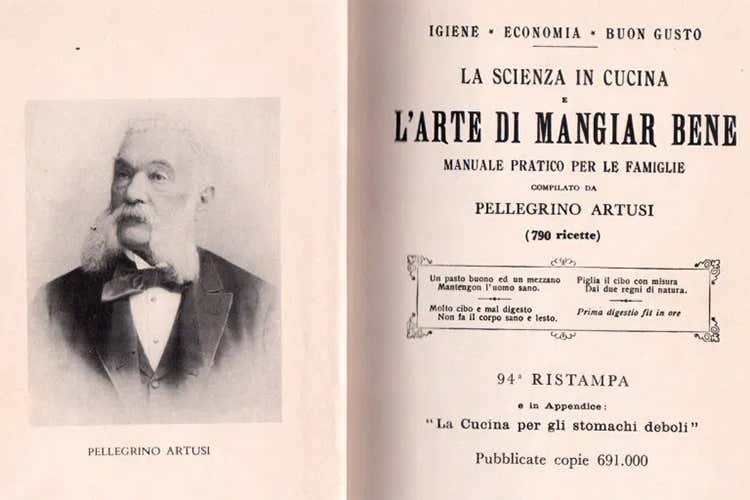 PELLEGRINO ARTUSI
IGIENE * ECONOMIA * BUON GUSTO
LA SCIENZA IN CUCINA
E
L'ARTE DI MANGIAR BENE
MANUALE PRATICO PER LE FAMIGLIE
COMPILATO DA
PELLEGRINO ARTUSI
(790 ricette)
Un pasto buono ed un mezzano
Mantengon l'uomo sano.
Molto cibo e mal digesto
Non fa il corpo sano e lesto.
Piglia il cibo con misura
Dai due regni di natura.
Prima digestio fit in ore
94ª RISTAMPA
e in Appendice:
"La Cucina per gli stomachi deboli"
Pubblicate copie 691.000